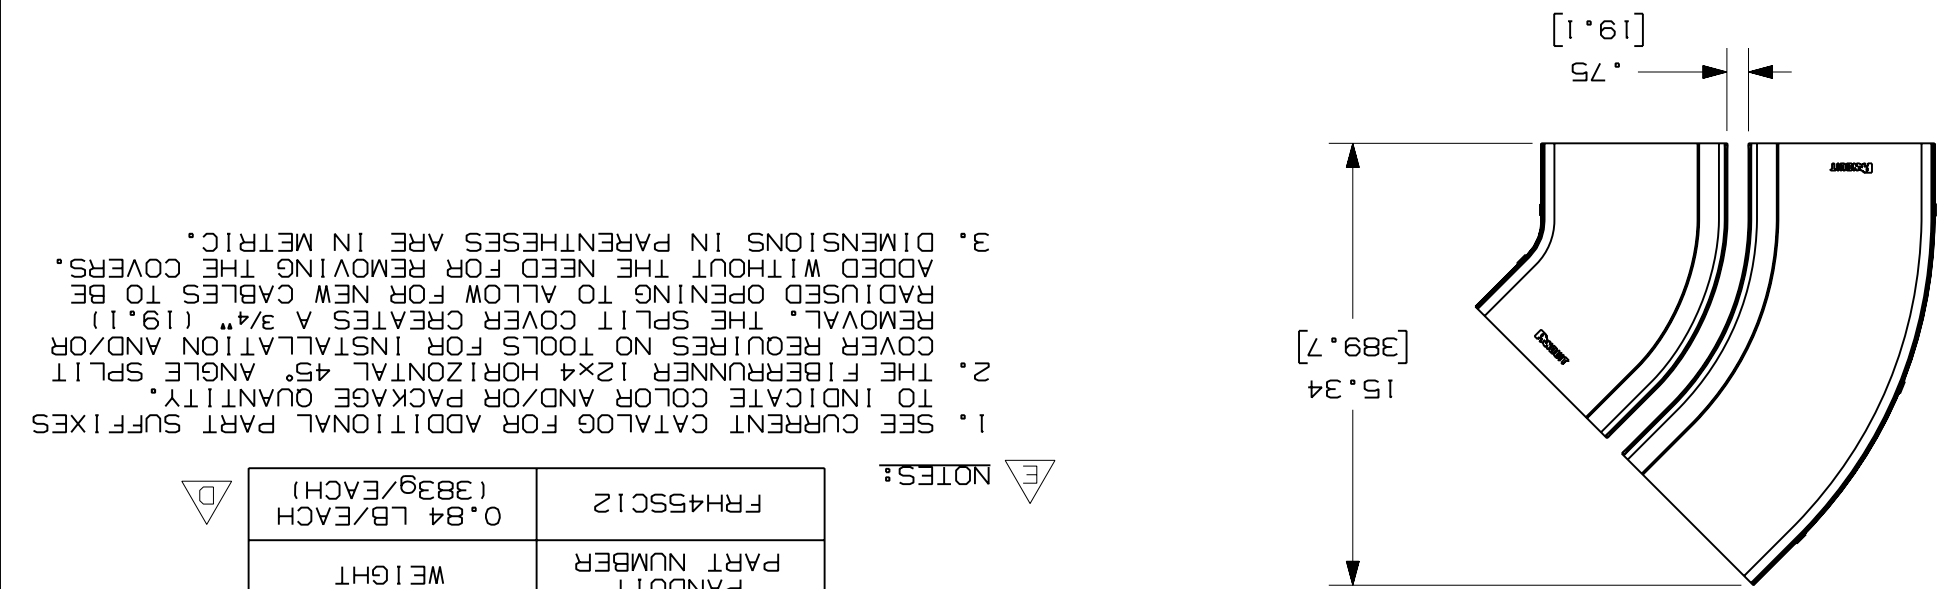 PANDUIT
PART NUMBER
WEIGHT
FRH45SC12
0.84 LB/EACH
(383g/EACH)
D
E
NOTES:
1. SEE CURRENT CATALOG FOR ADDITIONAL PART SUFFIXES
TO INDICATE COLOR AND/OR PACKAGE QUANTITY.
2. THE FIBERRUNNER 12x4 HORIZONTAL 45° ANGLE SPLIT
COVER REQUIRES NO TOOLS FOR INSTALLATION AND/OR
REMOVAL. THE SPLIT COVER CREATES A 3/4" (19.1)
RADIUSED OPENING TO ALLOW FOR NEW CABLES TO BE
ADDED WITHOUT THE NEED FOR REMOVING THE COVERS.
3. DIMENSIONS IN PARENTHESES ARE IN METRIC.
15.34
[389.7]
.75
[19.1]
PANDUIT
PANDUIT